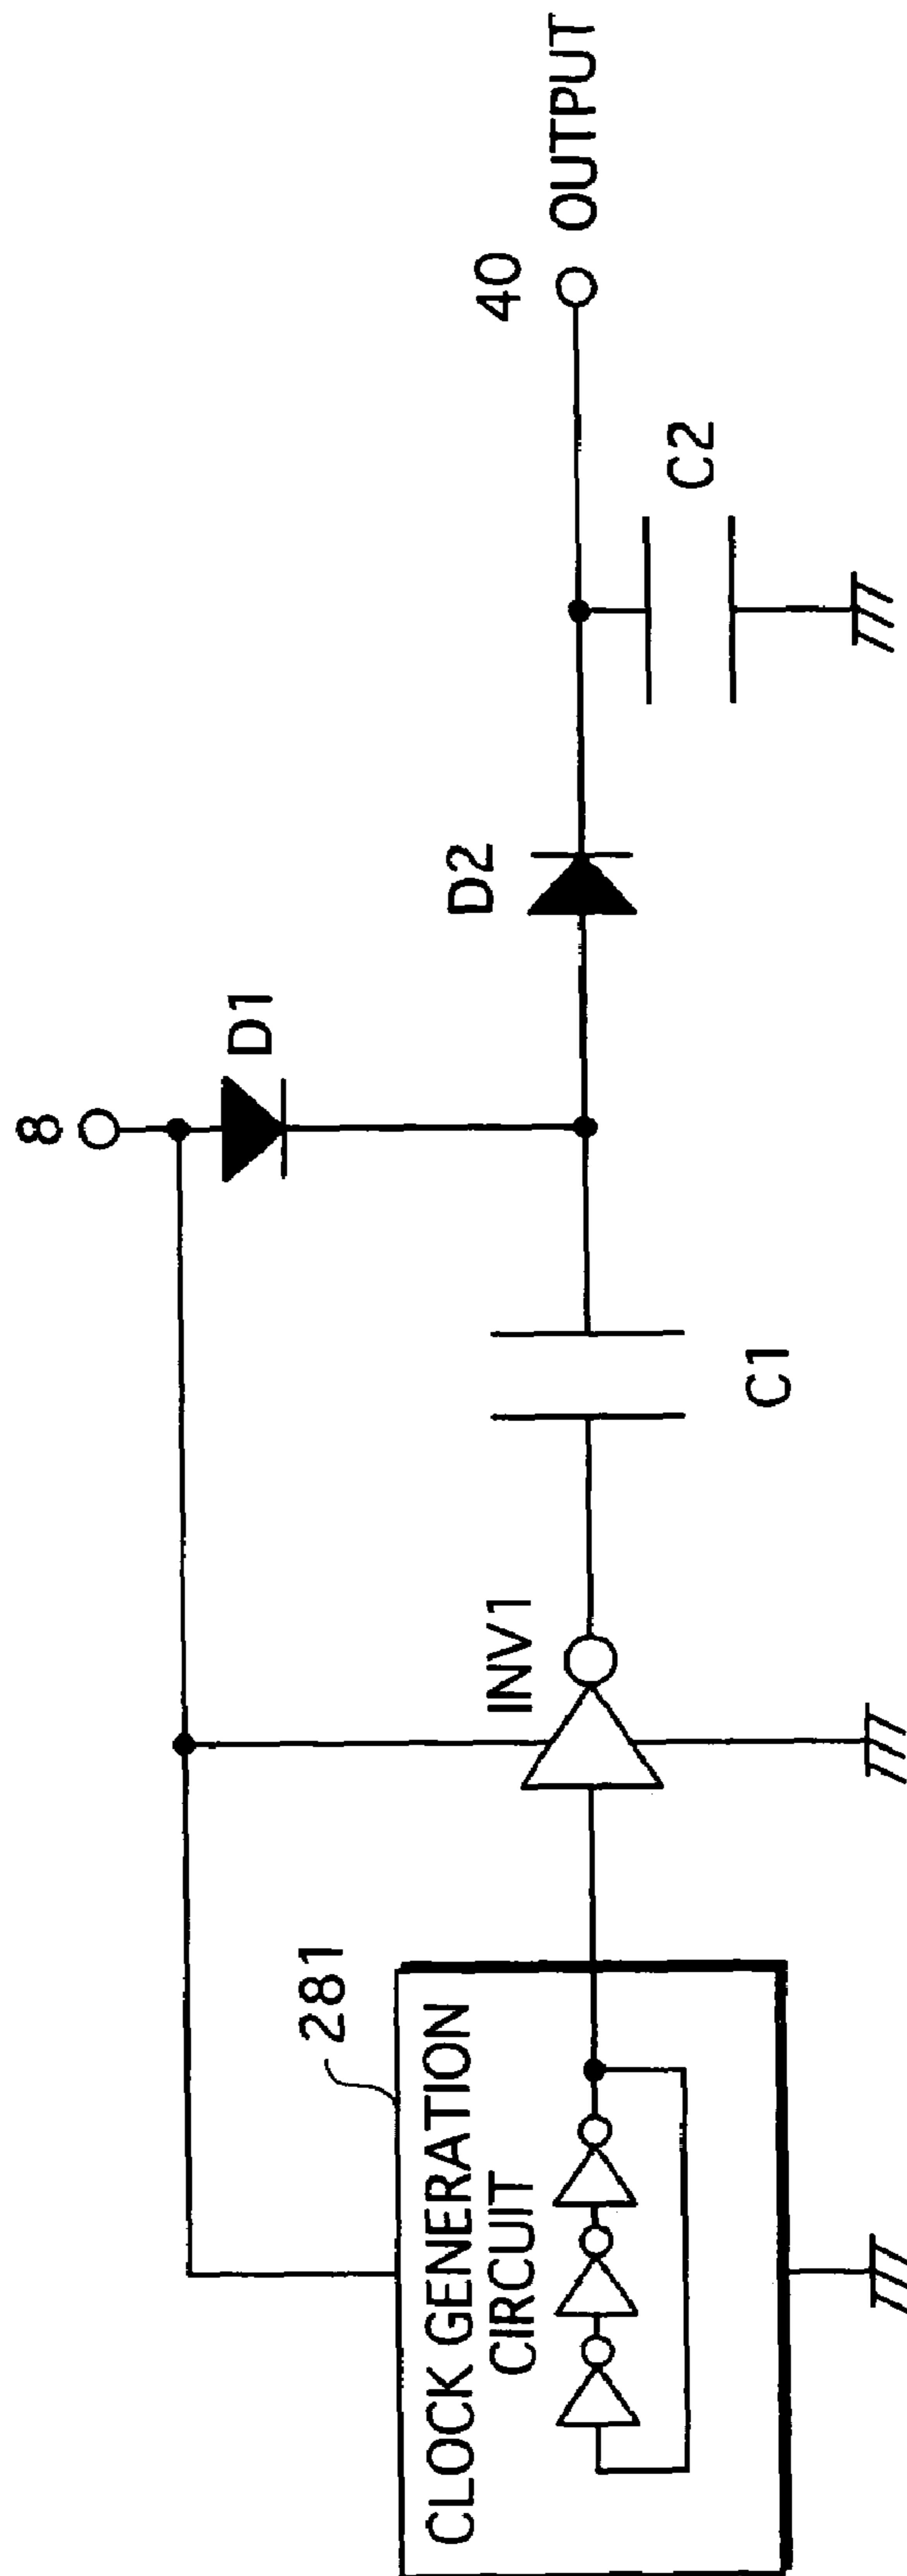 8
D1
40 OUTPUT
D2
C2
INV1
C1
281
CLOCK GENERATION
CIRCUIT